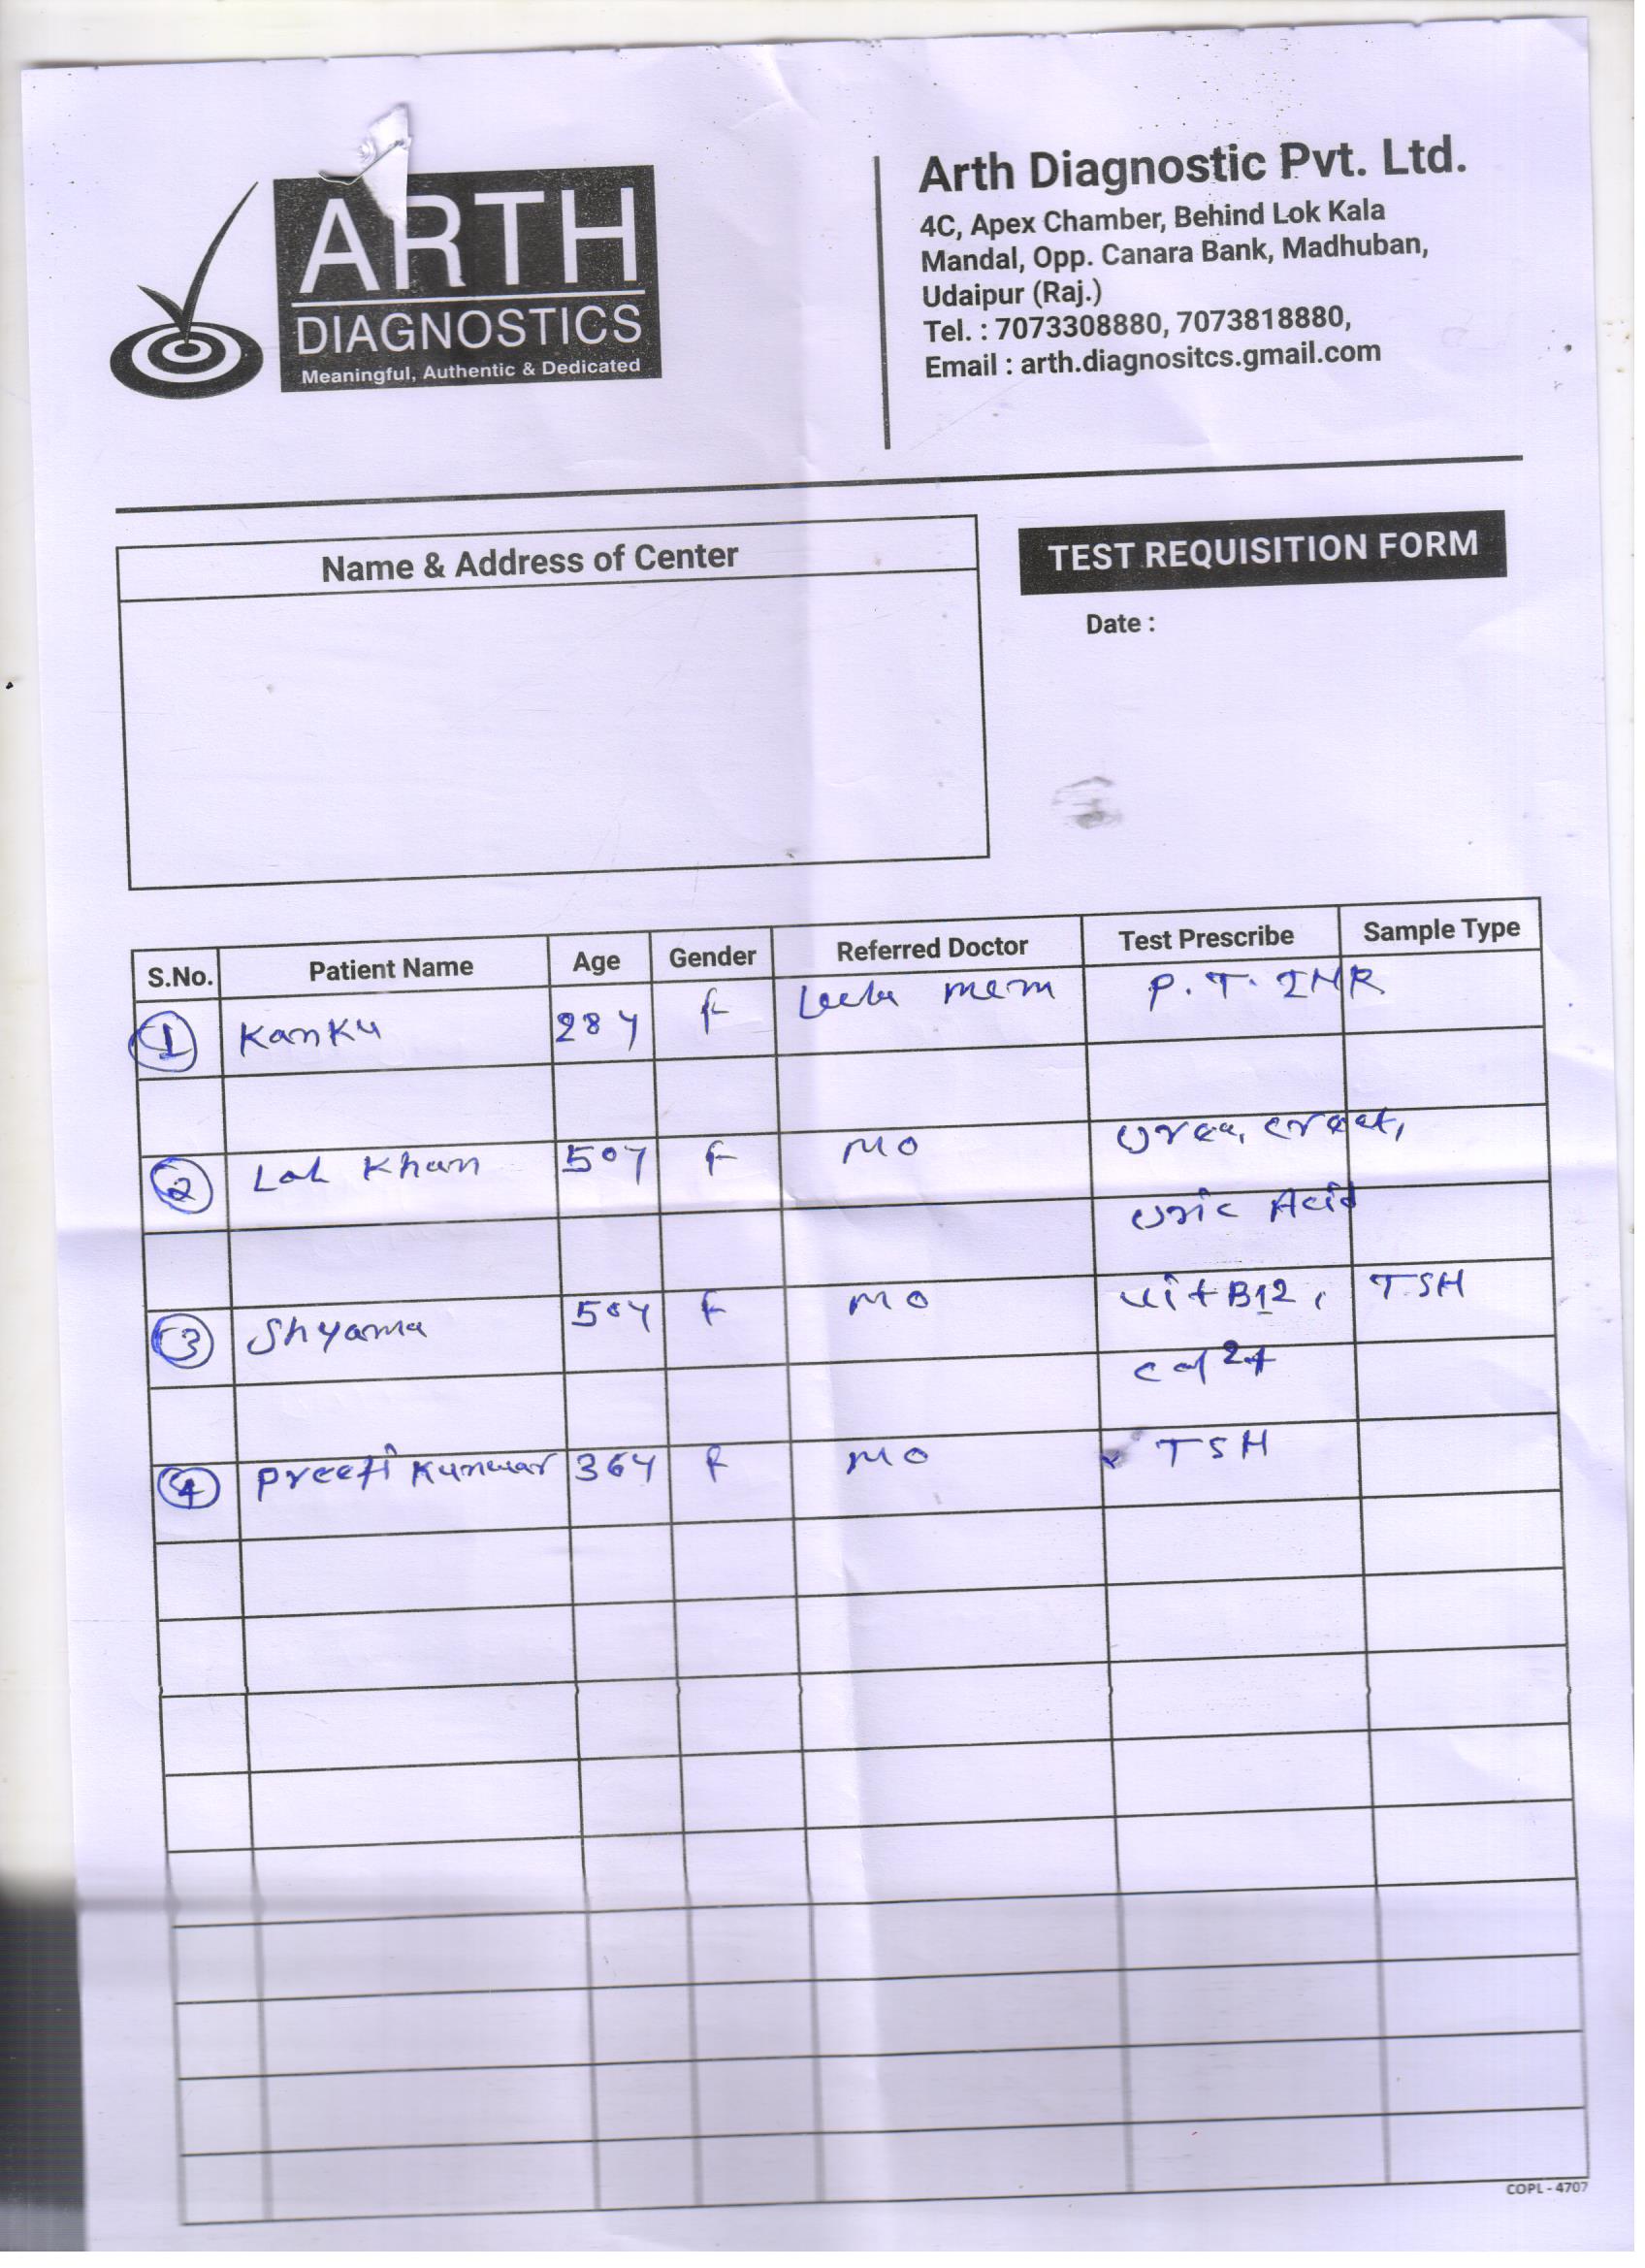 ARTH
DIAGNOSTICS
Meaningful, Authentic & Dedicated
Arth Diagnostic Pvt. Ltd.
4C, Apex Chamber, Behind Lok Kala
Mandal, Opp. Canara Bank, Madhuban,
Udaipur (Raj.)
Tel. : 7073308880, 7073818880,
Email : arth.diagnositcs.gmail.com
Name & Address of Center
TEST REQUISITION FORM
Date :
S.No. Patient Name Age Gender Referred Doctor Test Prescribe Sample Type
1 Kanku 28Y F Leela mem P.T. INR
2 Lal Khan 50Y F MO Urea, creat,
Uric Acid
3 Shyama 50Y F MO Vit B12, TSH
Cal 2+
4 Preeti Kunwar 36Y F MO TSH
COPL - 4707